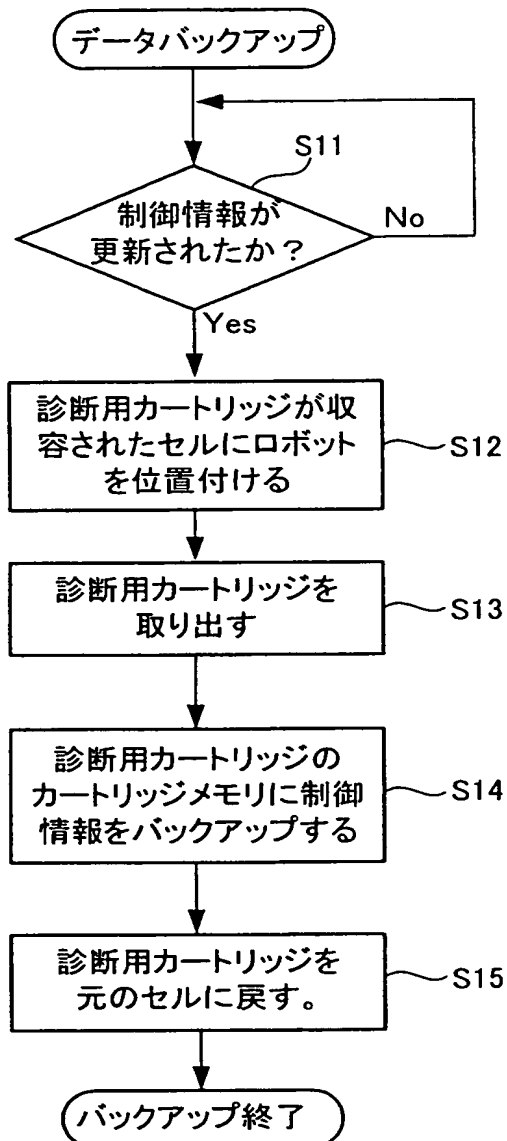 データバックアップ
S11
制御情報が
更新されたか？
No
Yes
診断用カートリッジが収
容されたセルにロボット
を位置付ける
S12
診断用カートリッジを
取り出す
S13
診断用カートリッジの
カートリッジメモリに制御
情報をバックアップする
S14
診断用カートリッジを
元のセルに戻す。
S15
バックアップ終了